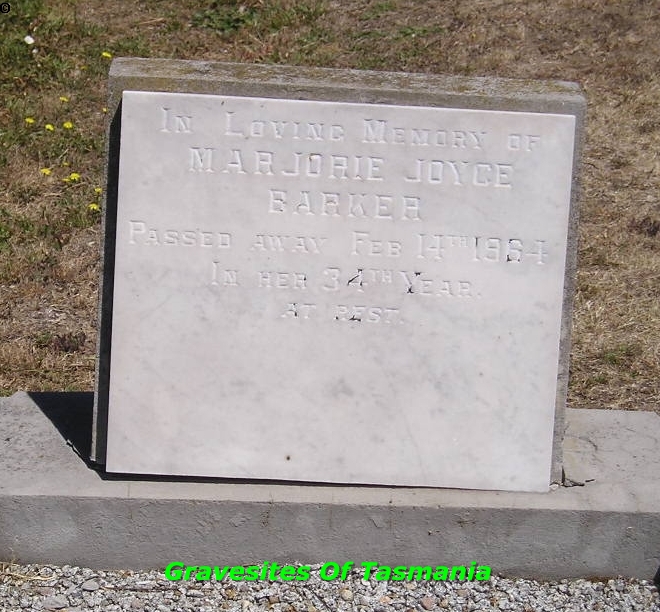 In Loving Memory of
Marjorie Joyce
Barker
Passed away Feb 14th 1964
In her 34th Year.
At rest.
Gravesites Of Tasmania